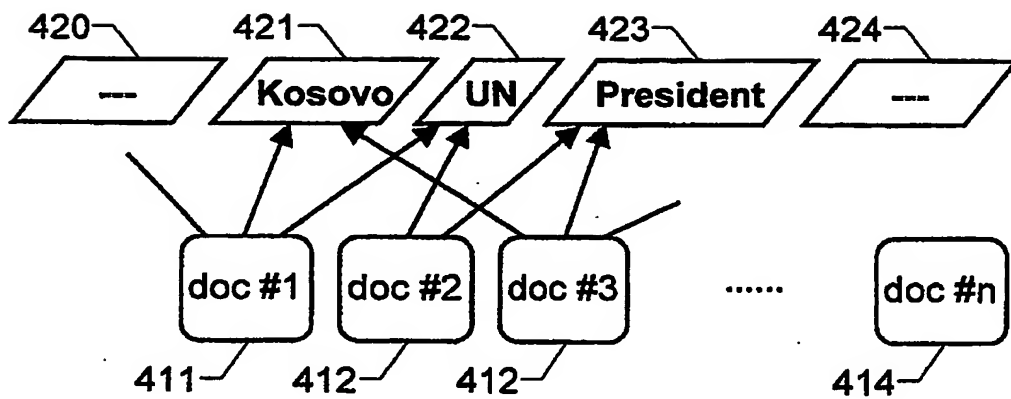 420 421 422 423 424
--- Kosovo UN President ---
doc #1 doc #2 doc #3 ...... doc #n
411 412 412 414